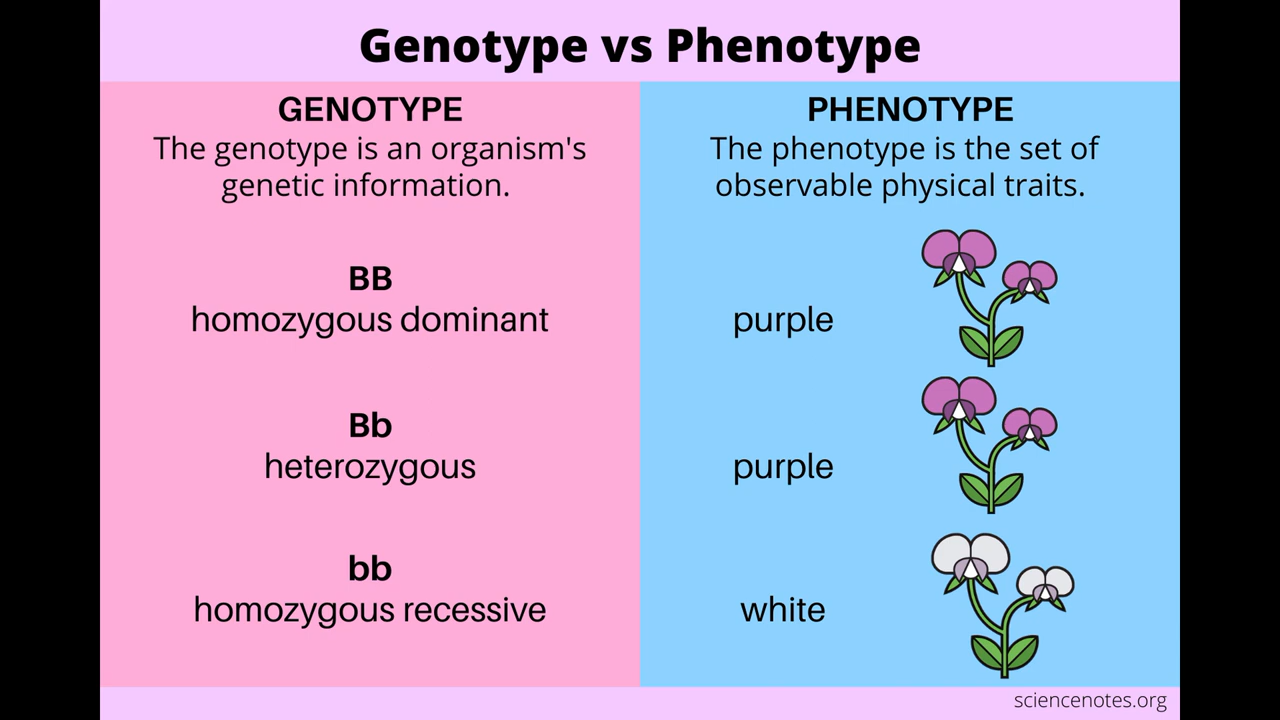 Genotype vs Phenotype
GENOTYPE
The genotype is an organism's
genetic information.
BB
homozygous dominant
Bb
heterozygous
bb
homozygous recessive
PHENOTYPE
The phenotype is the set of
observable physical traits.
purple
purple
white
sciencenotes.org